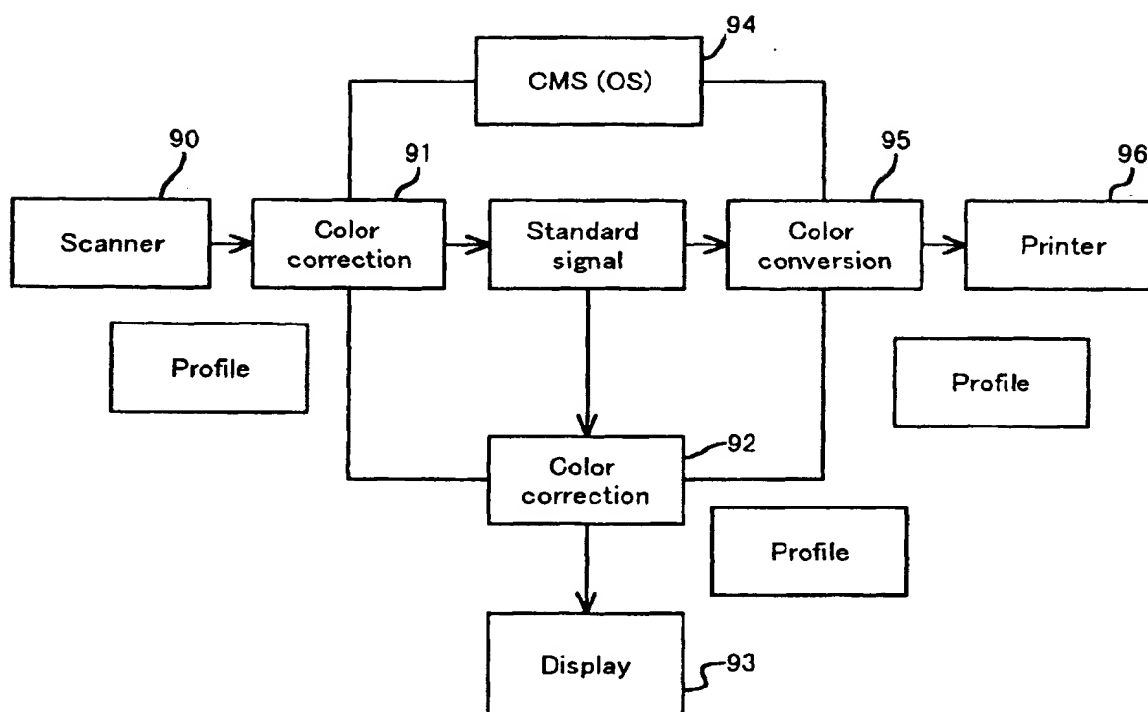 94
CMS (OS)
90
91
95
96
Scanner
Color
correction
Standard
signal
Color
conversion
Printer
Profile
Profile
92
Color
correction
Profile
Display
93